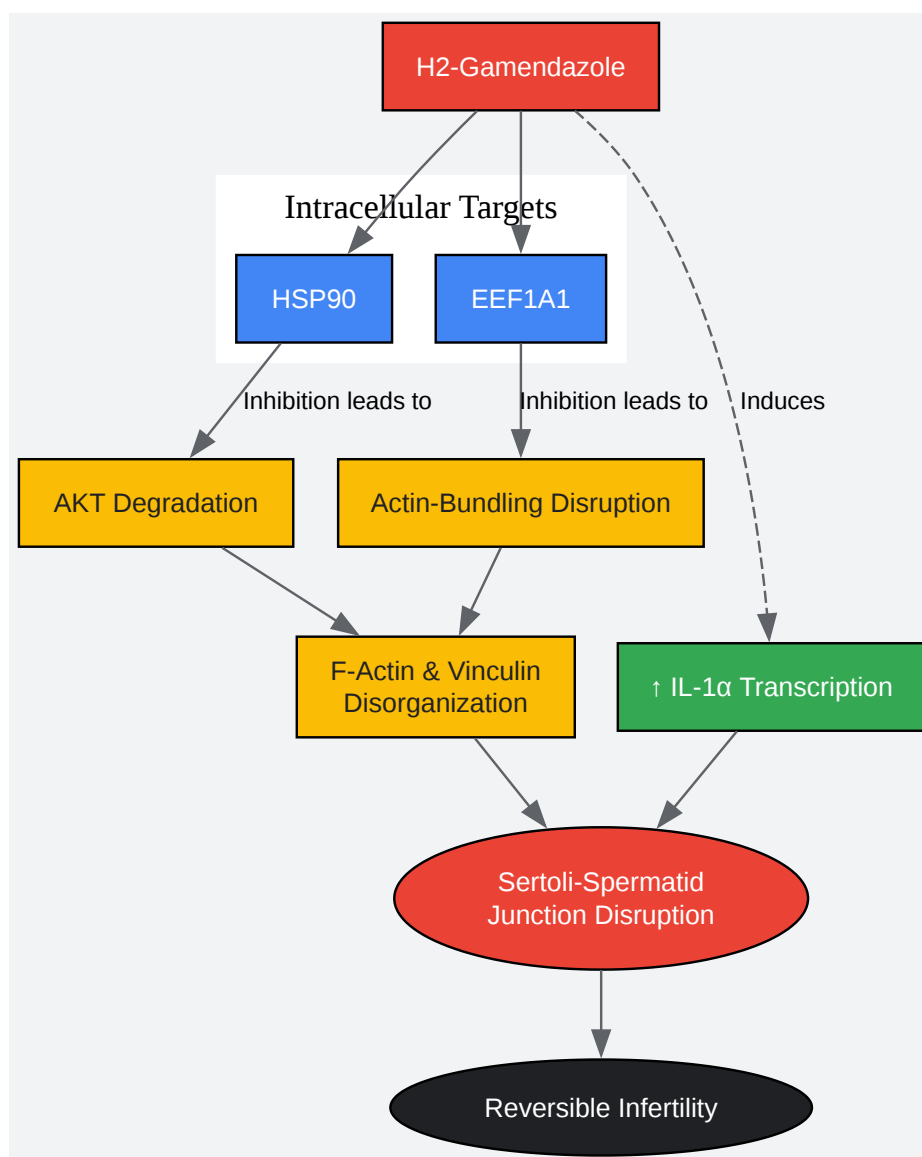 H2-Gamendazole
Intracellular Targets
HSP90
EEF1A1
Inhibition leads to
Inhibition leads to
Induces
AKT Degradation
Actin-Bundling Disruption
F-Actin & Vinculin
Disorganization
↑ IL-1α Transcription
Sertoli-Spermatid
Junction Disruption
Reversible Infertility